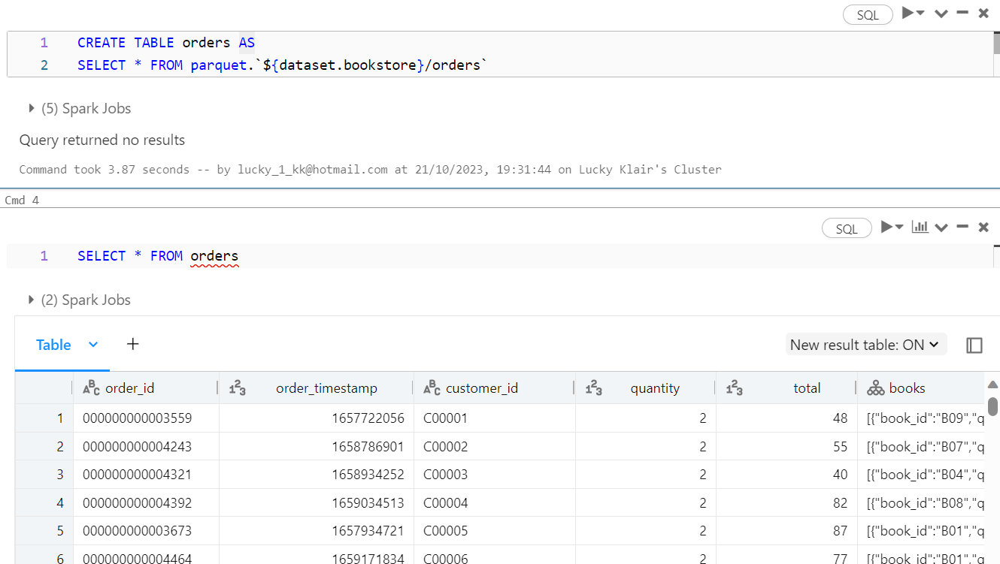 SQL
1 CREATE TABLE orders AS
2 SELECT * FROM parquet.`${dataset.bookstore}/orders`
(5) Spark Jobs
Query returned no results
Command took 3.87 seconds -- by lucky_1_kk@hotmail.com at 21/10/2023, 19:31:44 on Lucky Klair's Cluster
Cmd 4
SQL
1 SELECT * FROM orders
(2) Spark Jobs
Table + New result table: ON
ABC order_id 123 order_timestamp ABC customer_id 123 quantity 123 total books
1 000000000003559 1657722056 C00001 2 48 [{"book_id":"B09","q
2 000000000004243 1658786901 C00002 2 55 [{"book_id":"B07","q
3 000000000004321 1658934252 C00003 2 40 [{"book_id":"B04","q
4 000000000004392 1659034513 C00004 2 82 [{"book_id":"B08","q
5 000000000003673 1657934721 C00005 2 87 [{"book_id":"B01","q
6 000000000004464 1659171834 C00006 2 77 [{"book_id":"B01","q